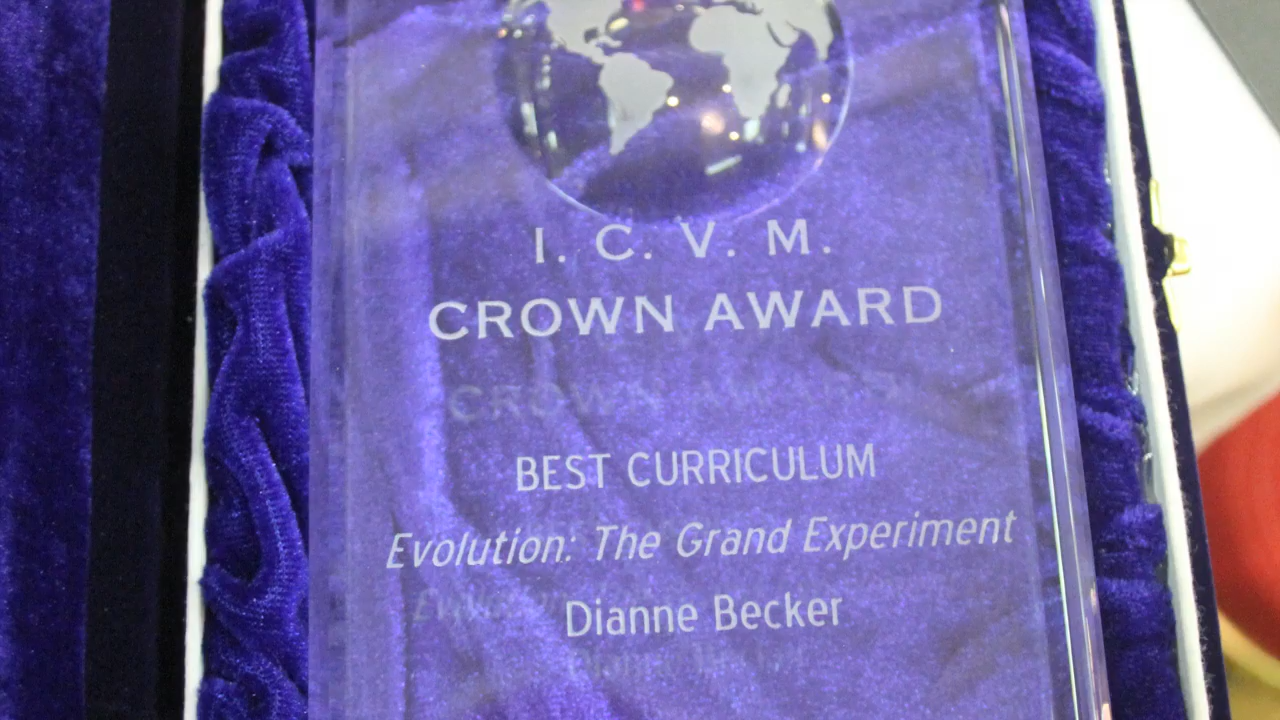 I. C. V. M.
CROWN AWARD
BEST CURRICULUM
Evolution: The Grand Experiment
Dianne Becker